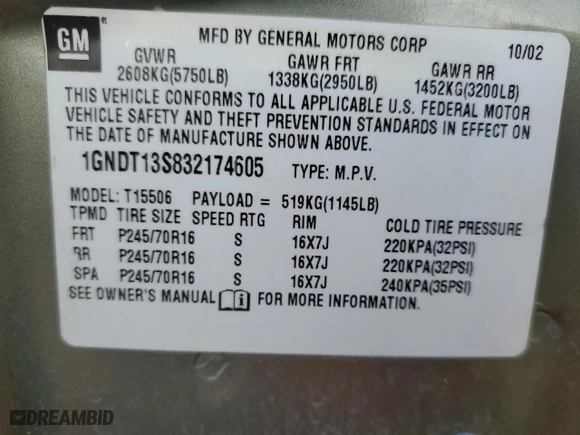 GM
MFD BY GENERAL MOTORS CORP 10/02
GVWR GAWR FRT GAWR RR
2608KG(5750LB) 1338KG(2950LB) 1452KG(3200LB)
THIS VEHICLE CONFORMS TO ALL APPLICABLE U.S. FEDERAL MOTOR
VEHICLE SAFETY AND THEFT PREVENTION STANDARDS IN EFFECT ON
THE DATE OF MANUFACTURE SHOWN ABOVE.
1GNDT13S832174605 TYPE: M.P.V.
MODEL: T15506 PAYLOAD = 519KG(1145LB)
TPMD TIRE SIZE SPEED RTG RIM COLD TIRE PRESSURE
FRT P245/70R16 S 16X7J 220KPA(32PSI)
RR P245/70R16 S 16X7J 220KPA(32PSI)
SPA P245/70R16 S 16X7J 240KPA(35PSI)
SEE OWNER'S MANUAL i FOR MORE INFORMATION.
DREAMBID